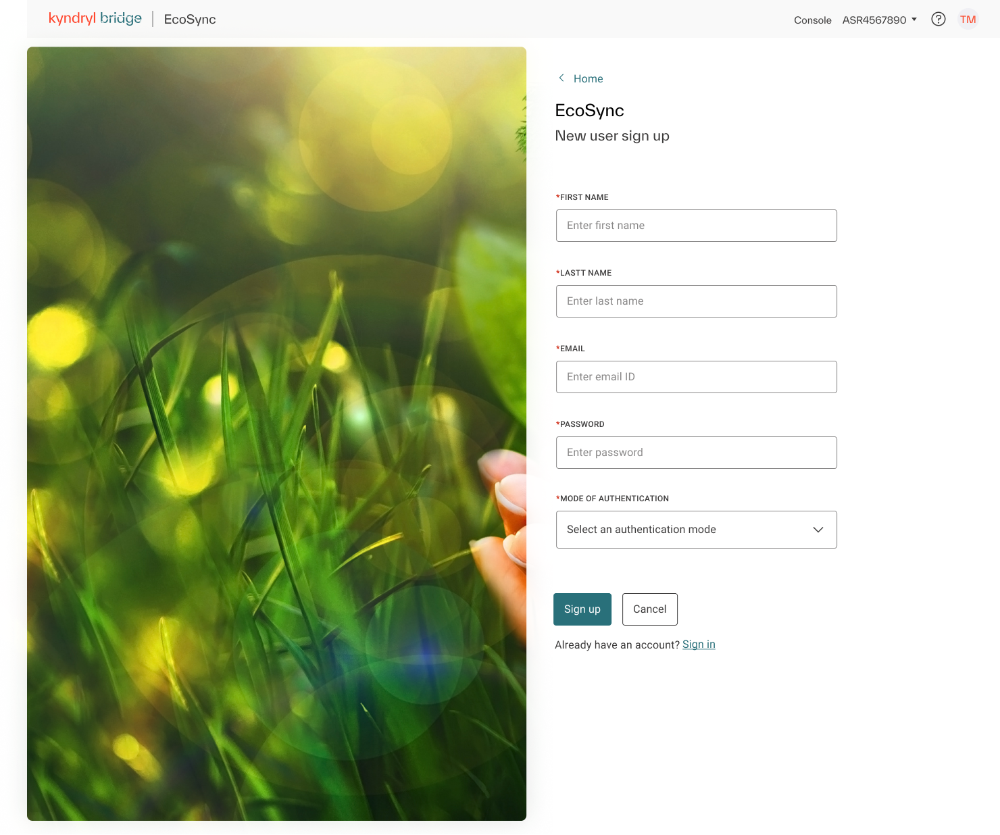 kyndryl bridge | EcoSync
Console ASR4567890 TM
Home
EcoSync
New user sign up
*FIRST NAME
Enter first name
*LASTT NAME
Enter last name
*EMAIL
Enter email ID
*PASSWORD
Enter password
*MODE OF AUTHENTICATION
Select an authentication mode
Sign up Cancel
Already have an account? Sign in